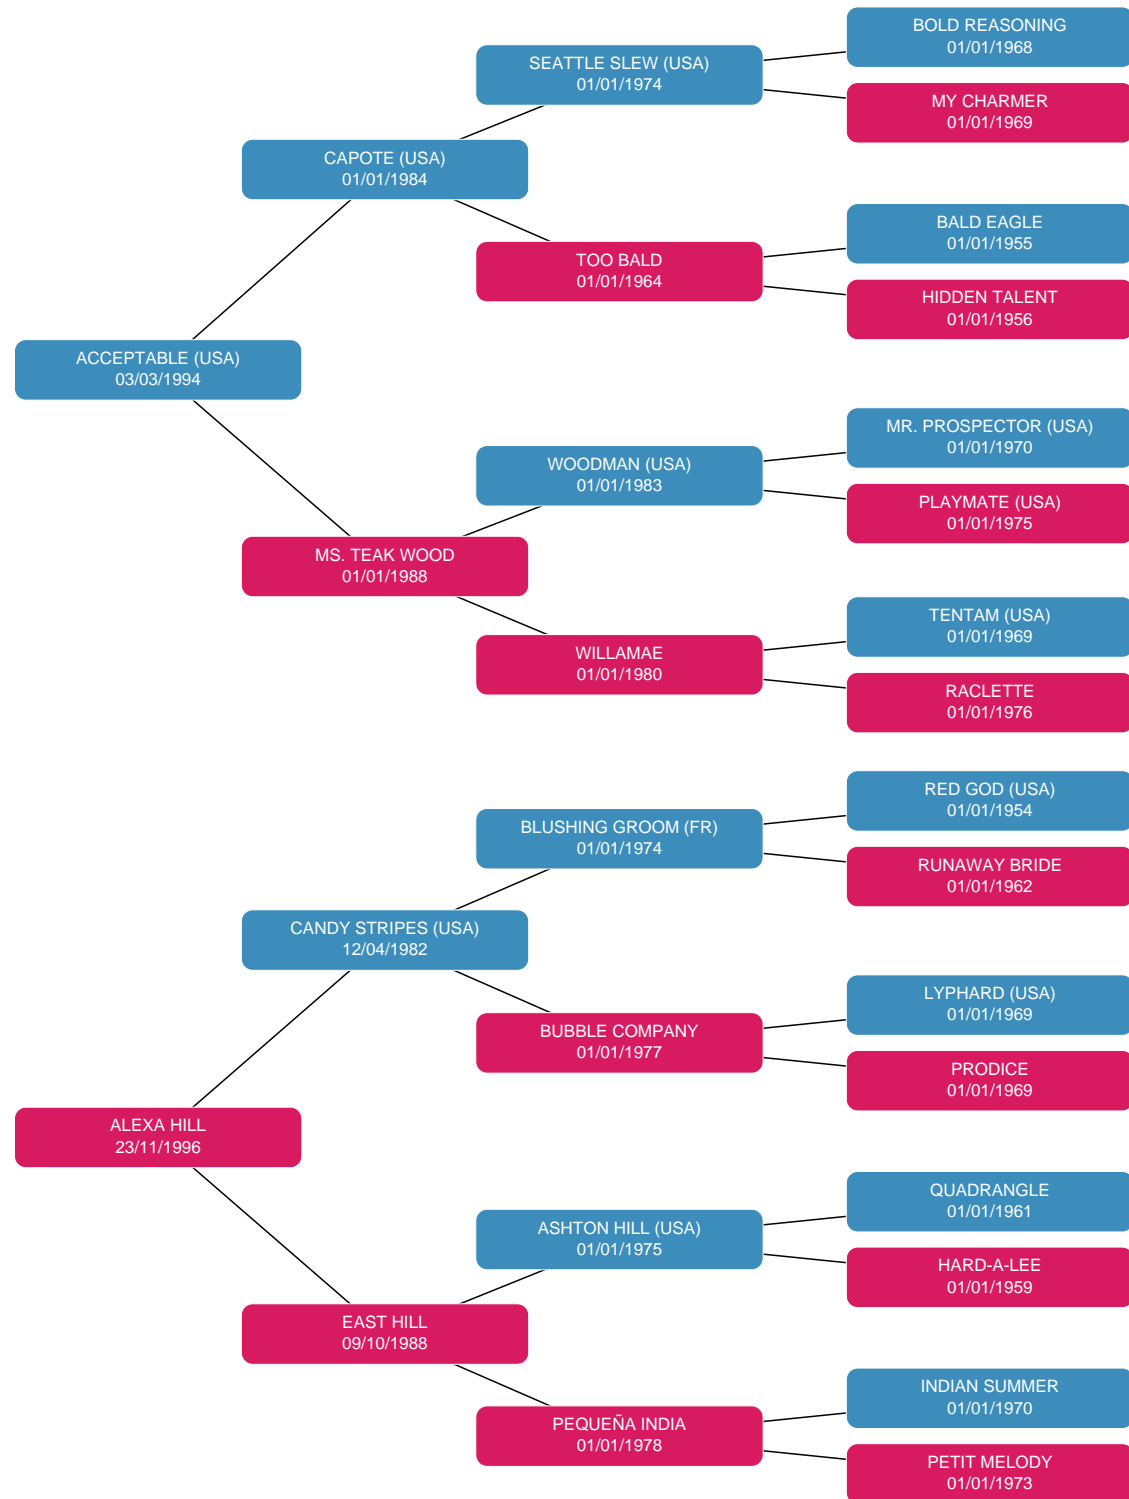 BOLD REASONING
01/01/1968
SEATTLE SLEW (USA)
01/01/1974
MY CHARMER
01/01/1969
CAPOTE (USA)
01/01/1984
BALD EAGLE
01/01/1955
TOO BALD
01/01/1964
HIDDEN TALENT
01/01/1956
ACCEPTABLE (USA)
03/03/1994
MR. PROSPECTOR (USA)
01/01/1970
WOODMAN (USA)
01/01/1983
PLAYMATE (USA)
01/01/1975
MS. TEAK WOOD
01/01/1988
TENTAM (USA)
01/01/1969
WILLAMAE
01/01/1980
RACLETTE
01/01/1976
RED GOD (USA)
01/01/1954
BLUSHING GROOM (FR)
01/01/1974
RUNAWAY BRIDE
01/01/1962
CANDY STRIPES (USA)
12/04/1982
LYPHARD (USA)
01/01/1969
BUBBLE COMPANY
01/01/1977
PRODICE
01/01/1969
ALEXA HILL
23/11/1996
QUADRANGLE
01/01/1961
ASHTON HILL (USA)
01/01/1975
HARD-A-LEE
01/01/1959
EAST HILL
09/10/1988
INDIAN SUMMER
01/01/1970
PEQUEÑA INDIA
01/01/1978
PETIT MELODY
01/01/1973